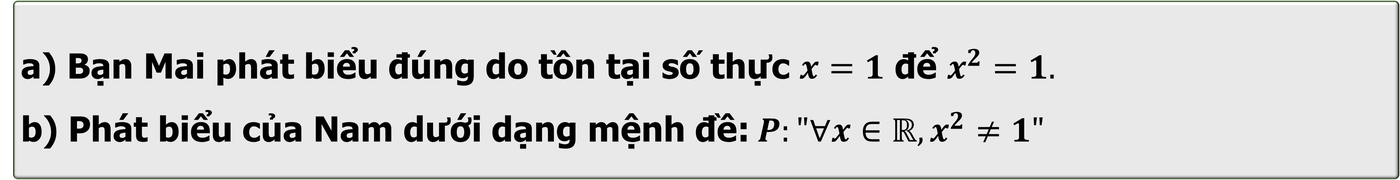 a) Bạn Mai phát biểu đúng do tồn tại số thực 𝒙 = 𝟏 để 𝒙² = 𝟏.
b) Phát biểu của Nam dưới dạng mệnh đề: 𝑷: "∀𝒙 ∈ ℝ, 𝒙² ≠ 𝟏"